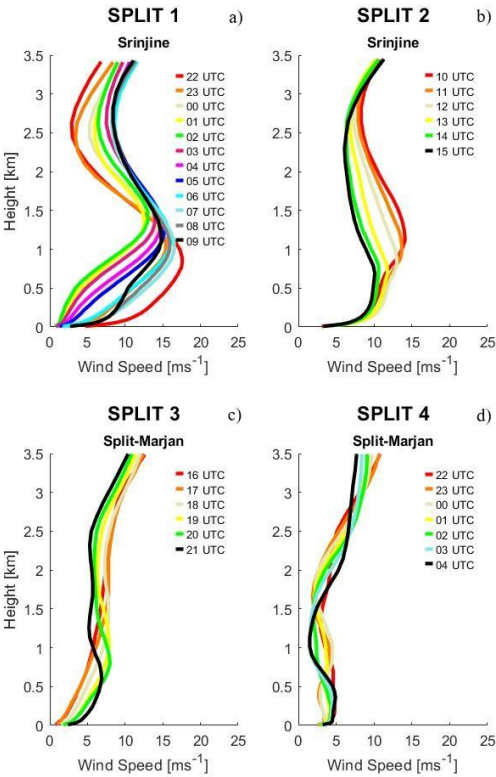 SPLIT 1 a)
Srinjine
3.5
3
2.5
2
1.5
1
0.5
0
Height [km]
22 UTC
23 UTC
00 UTC
01 UTC
02 UTC
03 UTC
04 UTC
05 UTC
06 UTC
07 UTC
08 UTC
09 UTC
0 5 10 15 20 25
Wind Speed [ms-1]
SPLIT 2 b)
Srinjine
3.5
3
2.5
2
1.5
1
0.5
0
10 UTC
11 UTC
12 UTC
13 UTC
14 UTC
15 UTC
0 5 10 15 20 25
Wind Speed [ms-1]
SPLIT 3 c)
Split-Marjan
3.5
3
2.5
2
1.5
1
0.5
0
Height [km]
16 UTC
17 UTC
18 UTC
19 UTC
20 UTC
21 UTC
0 5 10 15 20 25
Wind Speed [ms-1]
SPLIT 4 d)
Split-Marjan
3.5
3
2.5
2
1.5
1
0.5
0
22 UTC
23 UTC
00 UTC
01 UTC
02 UTC
03 UTC
04 UTC
0 5 10 15 20 25
Wind Speed [ms-1]